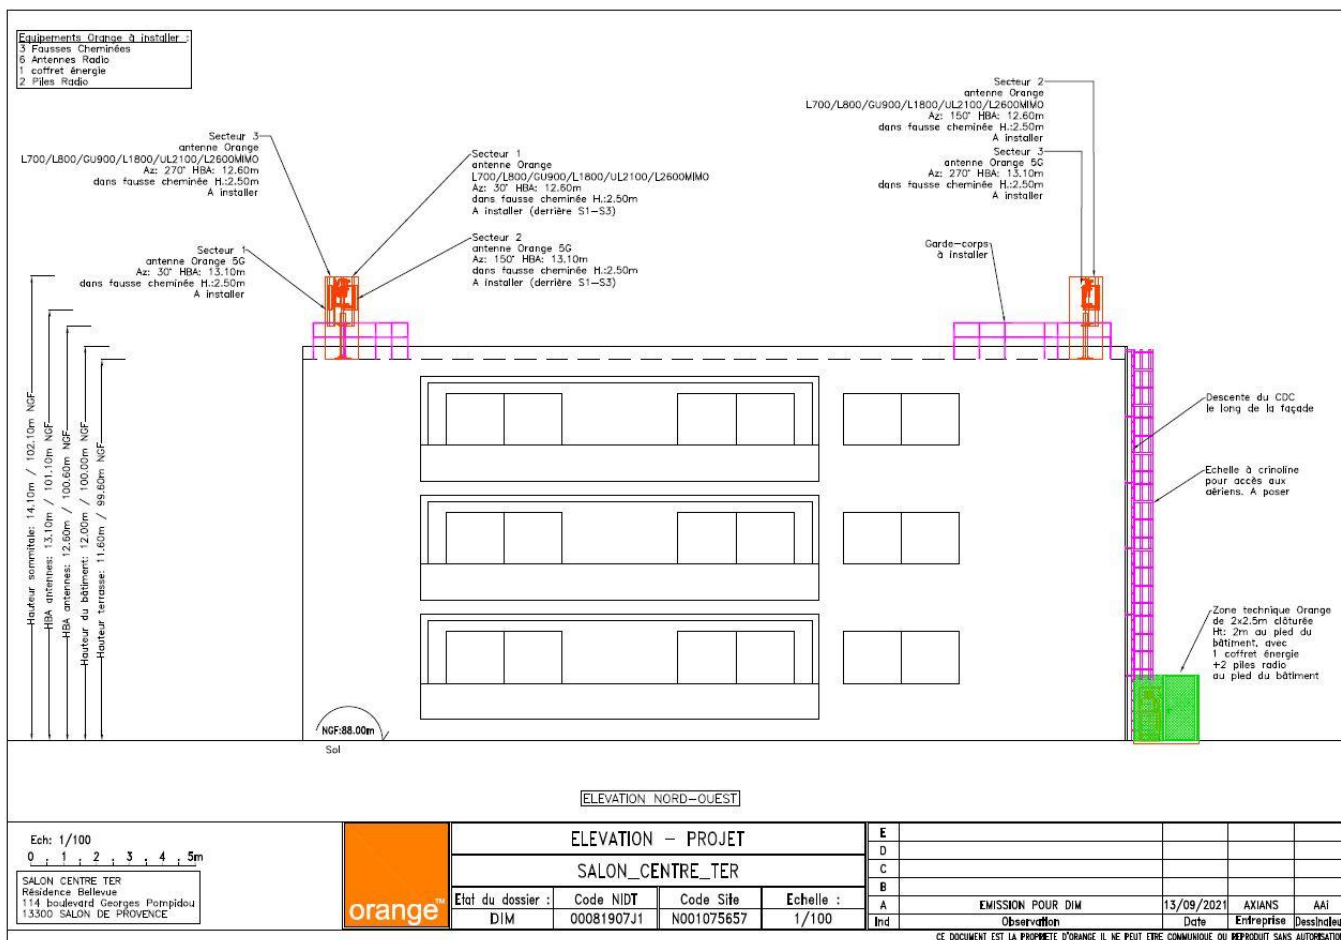 Equipements Orange à installer :
3 Fausses Cheminées
6 Antennes Radio
1 coffret énergie
2 Piles Radio
Secteur 3
antenne Orange
L700/L800/GU900/L1800/UL2100/L2600MIMO
Az: 270° HBA: 12.60m
dans fausse cheminée H.:2.50m
A installer
Secteur 1
antenne Orange
L700/L800/GU900/L1800/UL2100/L2600MIMO
Az: 30° HBA: 12.60m
dans fausse cheminée H.:2.50m
A installer (derrière S1-S3)
Secteur 1
antenne Orange 5G
Az: 30° HBA: 13.10m
dans fausse cheminée H.:2.50m
A installer
Secteur 2
antenne Orange 5G
Az: 150° HBA: 13.10m
dans fausse cheminée H.:2.50m
A installer (derrière S1-S3)
Secteur 2
antenne Orange
L700/L800/GU900/L1800/UL2100/L2600MIMO
Az: 150° HBA: 12.60m
dans fausse cheminée H.:2.50m
A installer
Secteur 3
antenne Orange 5G
Az: 270° HBA: 13.10m
dans fausse cheminée H.:2.50m
A installer
Garde-corps
à installer
Hauteur sommitale: 14.10m / 102.10m NGF
HBA antennes: 13.10m / 101.10m NGF
HBA antennes: 12.60m / 100.60m NGF
Hauteur du bâtiment: 12.00m / 100.00m NGF
Hauteur terrasse: 11.60m / 99.60m NGF
Descente du CDC
le long de la façade
Echelle à crinoline
pour accès aux
aériens. A poser
Zone technique Orange
de 2x2.5m clôturée
Ht: 2m au pied du
bâtiment, avec
1 coffret énergie
+2 piles radio
au pied du bâtiment
NGF:88.00m
Sol
ELEVATION NORD-OUEST
Ech: 1/100
0 1 2 3 4 5m
SALON CENTRE TER
Résidence Bellevue
114 boulevard Georges Pompidou
13300 SALON DE PROVENCE
orange™
ELEVATION - PROJET
SALON_CENTRE_TER
Etat du dossier : Code NIDT Code Site Echelle :
DIM 00081907J1 N001075657 1/100
E
D
C
B
A EMISSION POUR DIM 13/09/2021 AXIANS AAi
Ind Observation Date Entreprise Dessinateu
CE DOCUMENT EST LA PROPRIETE D'ORANGE IL NE PEUT ETRE COMMUNIQUE OU REPRODUIT SANS AUTORISATION